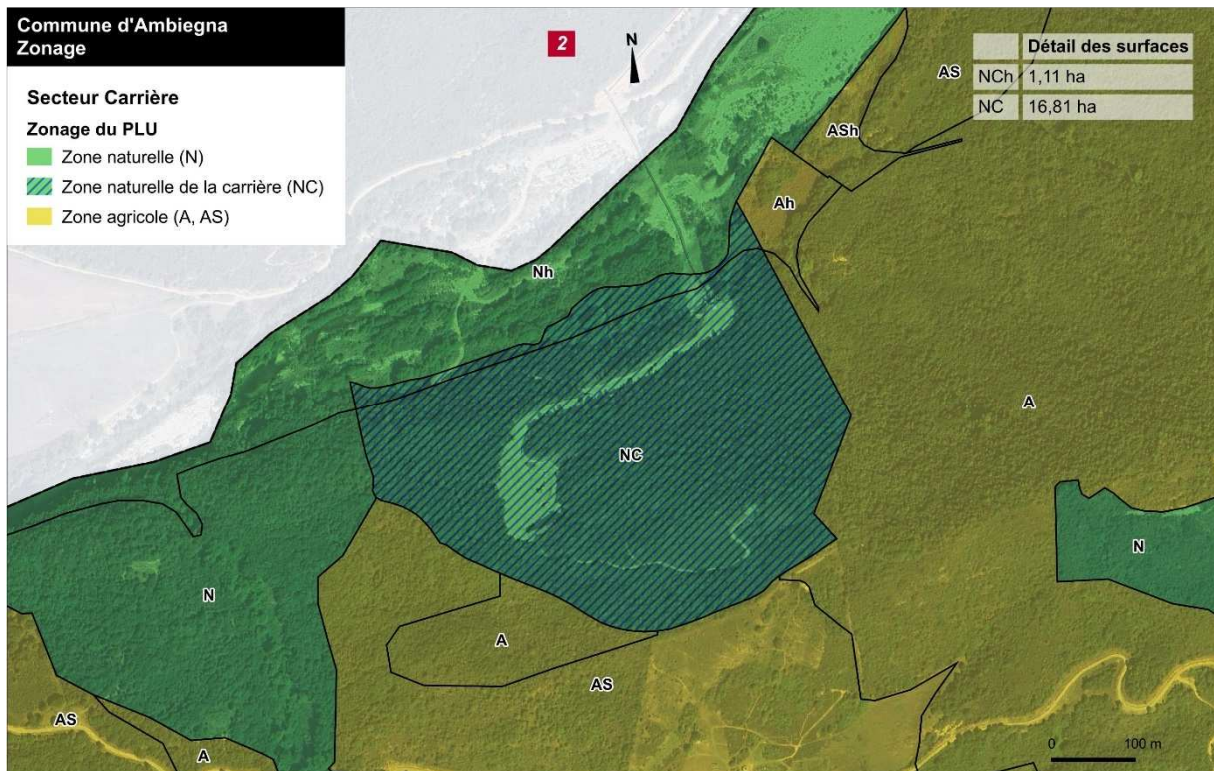 Commune d'Ambiegna
Zonage
Secteur Carrière
Zonage du PLU
Zone naturelle (N)
Zone naturelle de la carrière (NC)
Zone agricole (A, AS)
2
N
Détail des surfaces
NCh 1,11 ha
NC 16,81 ha
AS
ASh
Ah
Nh
A
NC
N
N
A
AS
AS
A
0 100 m